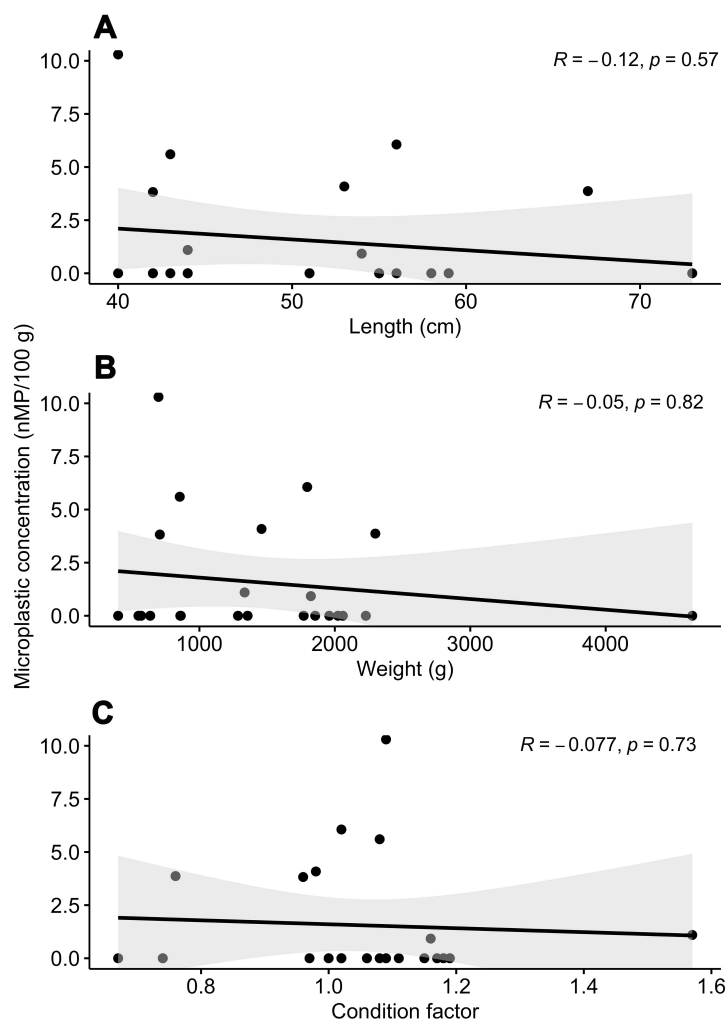 A
R = −0.12, p = 0.57
10.0
7.5
5.0
2.5
0.0
40 50 60 70
Length (cm)
Microplastic concentration (nMP/100 g)
B
R = −0.05, p = 0.82
10.0
7.5
5.0
2.5
0.0
1000 2000 3000 4000
Weight (g)
C
R = −0.077, p = 0.73
10.0
7.5
5.0
2.5
0.0
0.8 1.0 1.2 1.4 1.6
Condition factor